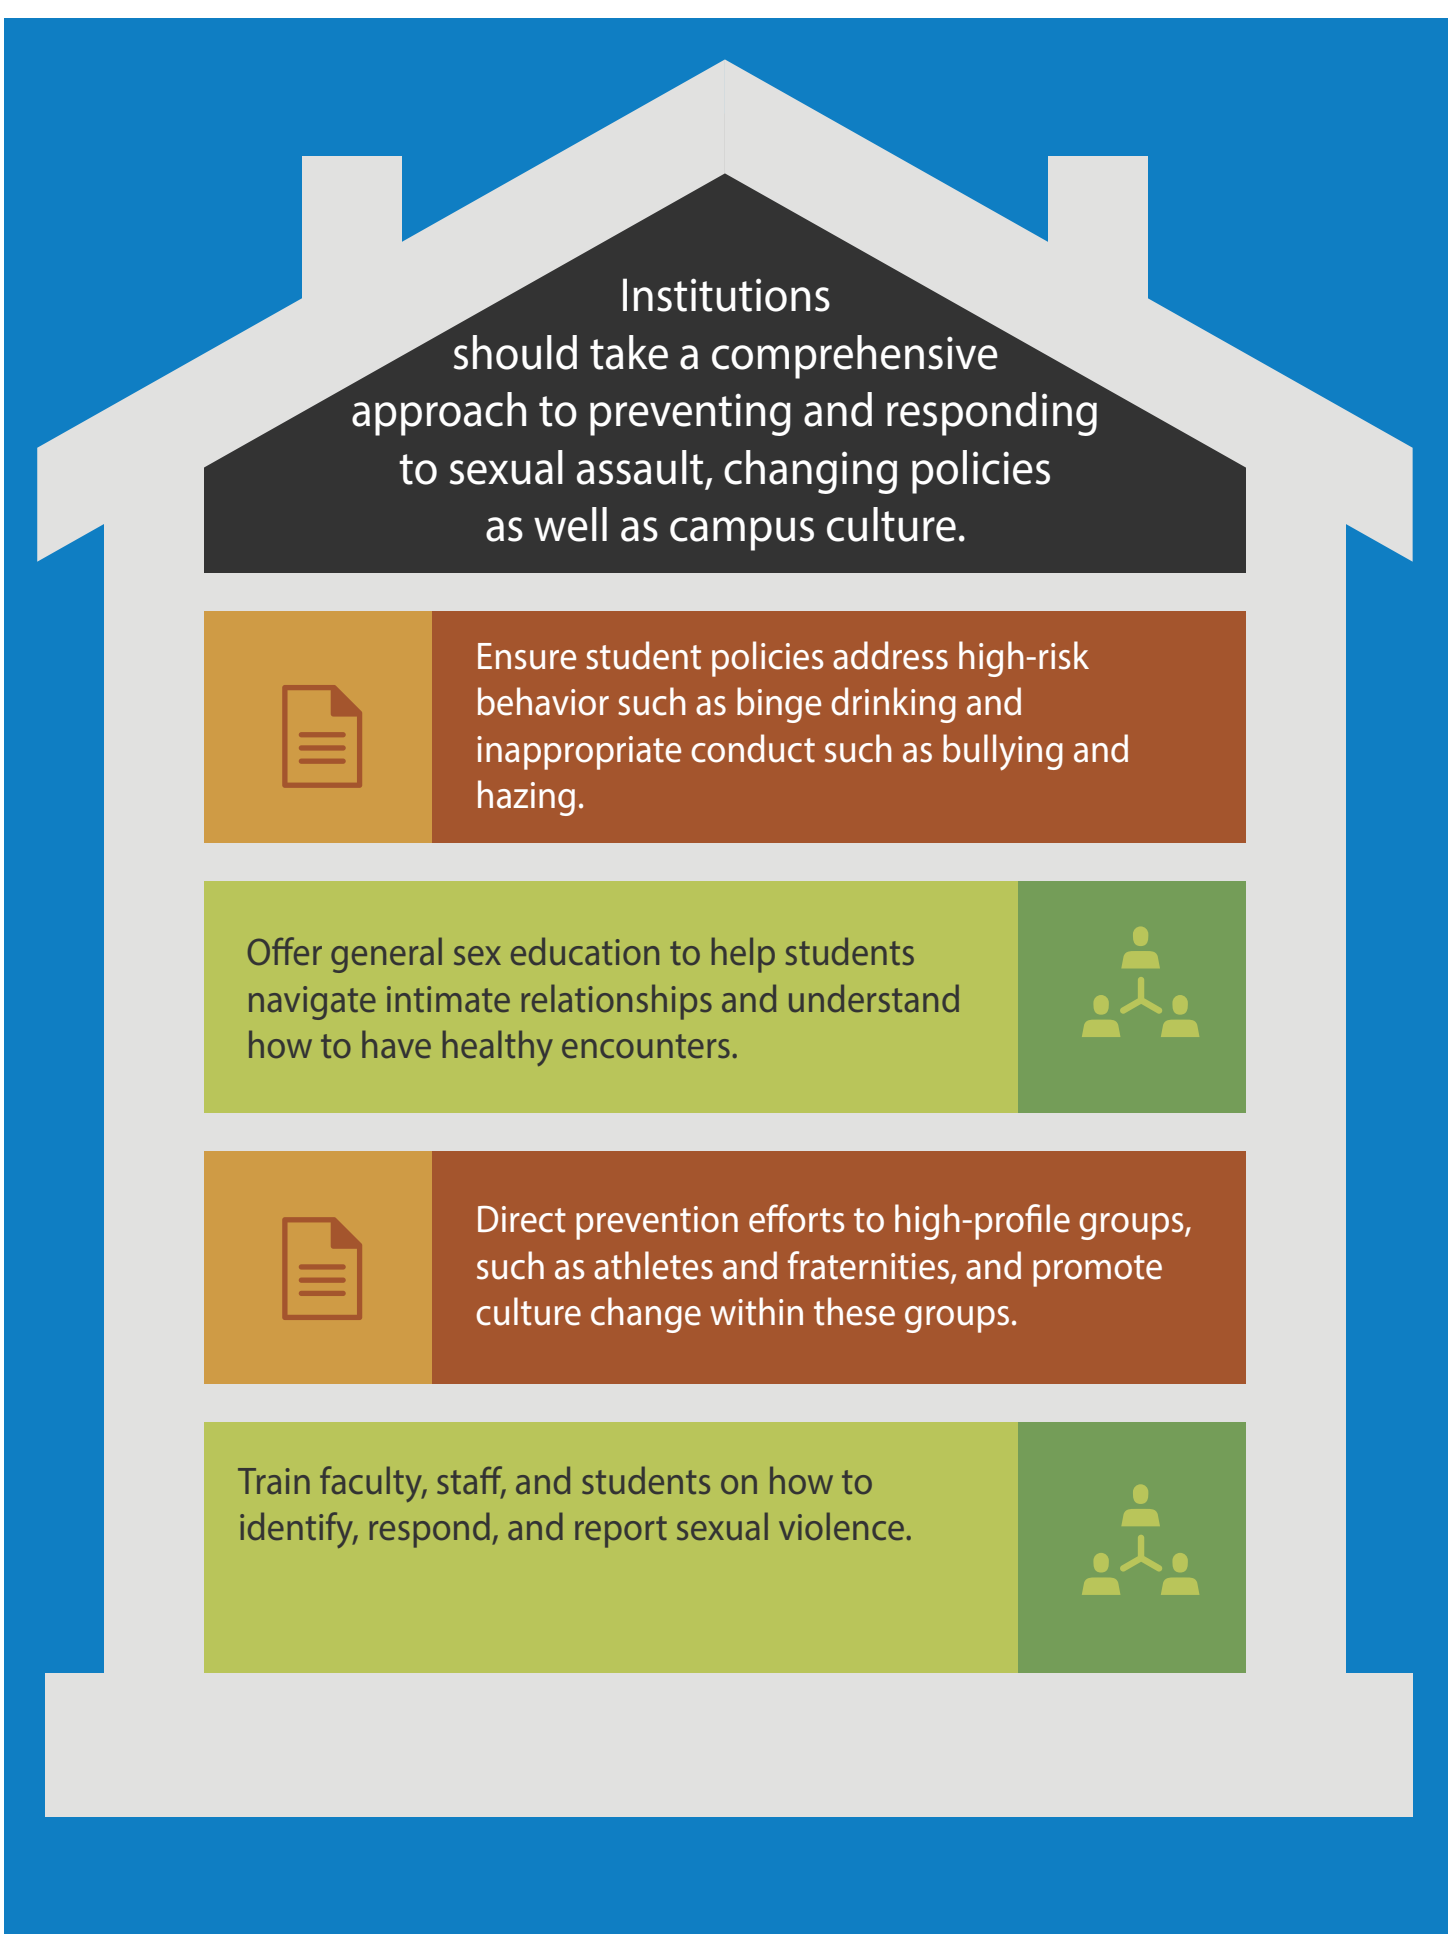 Institutions
should take a comprehensive
approach to preventing and responding
to sexual assault, changing policies
as well as campus culture.
Ensure student policies address high-risk
behavior such as binge drinking and
inappropriate conduct such as bullying and
hazing.
Offer general sex education to help students
navigate intimate relationships and understand
how to have healthy encounters.
Direct prevention efforts to high-profile groups,
such as athletes and fraternities, and promote
culture change within these groups.
Train faculty, staff, and students on how to
identify, respond, and report sexual violence.